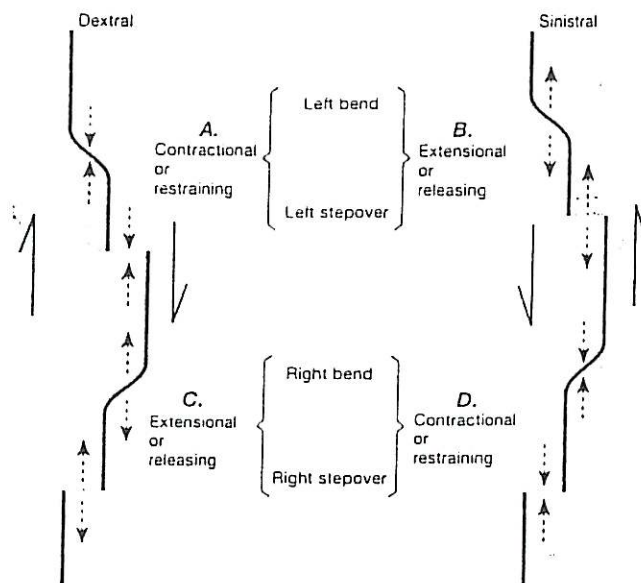 Dextral
Sinistral
A.
Contractional
or
restraining
Left bend
Left stepover
B.
Extensional
or
releasing
C.
Extensional
or
releasing
Right bend
Right stepover
D.
Contractional
or
restraining